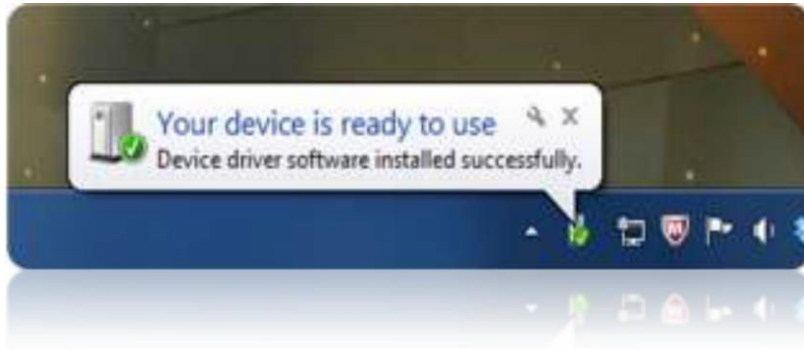 Your device is ready to use
Device driver software installed successfully.